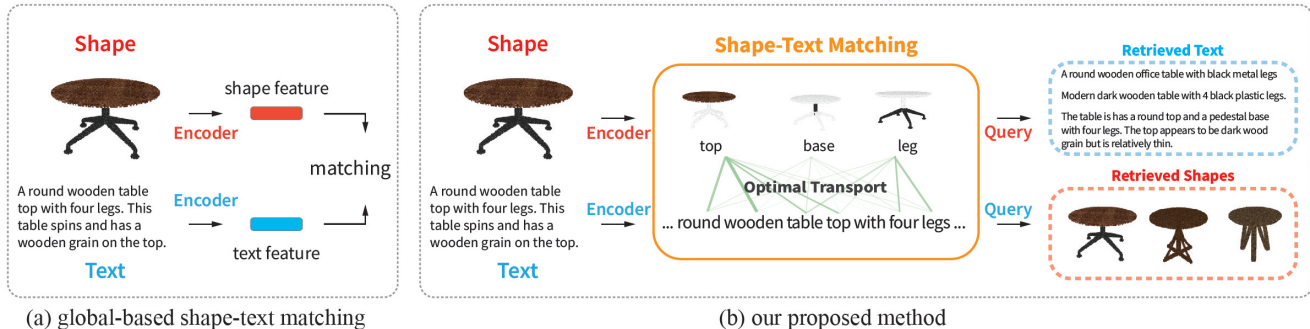 Shape
Encoder
shape feature
matching
A round wooden table
top with four legs. This
table spins and has a
wooden grain on the top.
Text
Encoder
text feature
(a) global-based shape-text matching
Shape
Encoder
A round wooden table
top with four legs. This
table spins and has a
wooden grain on the top.
Text
Encoder
Shape-Text Matching
top base leg
Optimal Transport
... round wooden table top with four legs ...
Query
Query
Retrieved Text
A round wooden office table with black metal legs
Modern dark wooden table with 4 black plastic legs.
The table is has a round top and a pedestal base
with four legs. The top appears to be dark wood
grain but is relatively thin.
Retrieved Shapes
(b) our proposed method